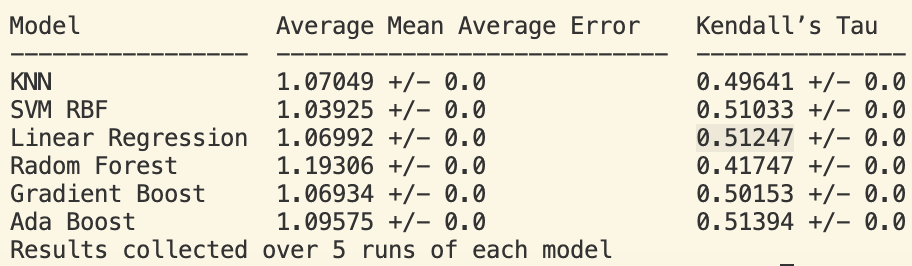 Model Average Mean Average Error Kendall’s Tau
----------------- ---------------------------- ---------------
KNN 1.07049 +/- 0.0 0.49641 +/- 0.0
SVM RBF 1.03925 +/- 0.0 0.51033 +/- 0.0
Linear Regression 1.06992 +/- 0.0 0.51247 +/- 0.0
Radom Forest 1.19306 +/- 0.0 0.41747 +/- 0.0
Gradient Boost 1.06934 +/- 0.0 0.50153 +/- 0.0
Ada Boost 1.09575 +/- 0.0 0.51394 +/- 0.0
Results collected over 5 runs of each model